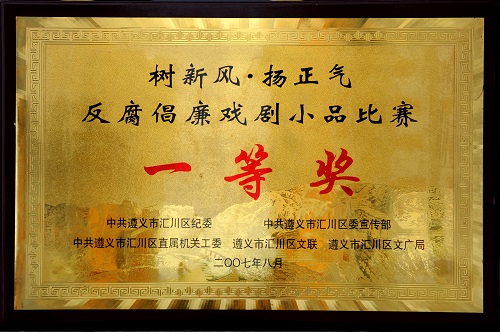 树新风·扬正气
反腐倡廉戏剧小品比赛
一等奖
中共遵义市汇川区纪委 中共遵义市汇川区委宣传部
中共遵义市汇川区直属机关工委 遵义市汇川区文联 遵义市汇川区文广局
二〇〇七年八月